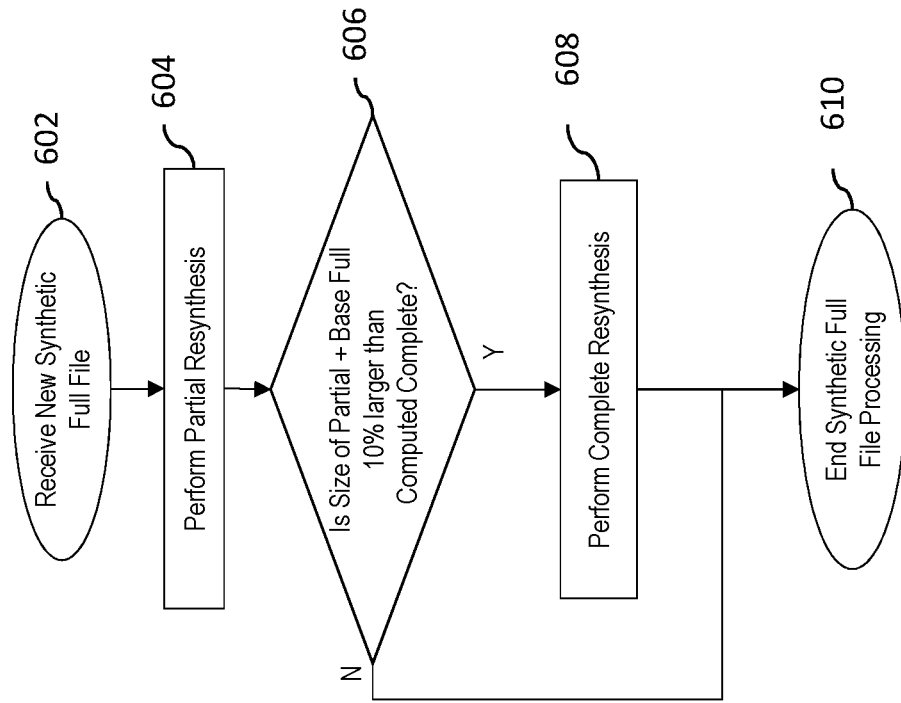 602
Receive New Synthetic
Full File
604
Perform Partial Resynthesis
606
Is Size of Partial + Base Full
10% larger than
Computed Complete?
N
Y
608
Perform Complete Resynthesis
610
End Synthetic Full
File Processing